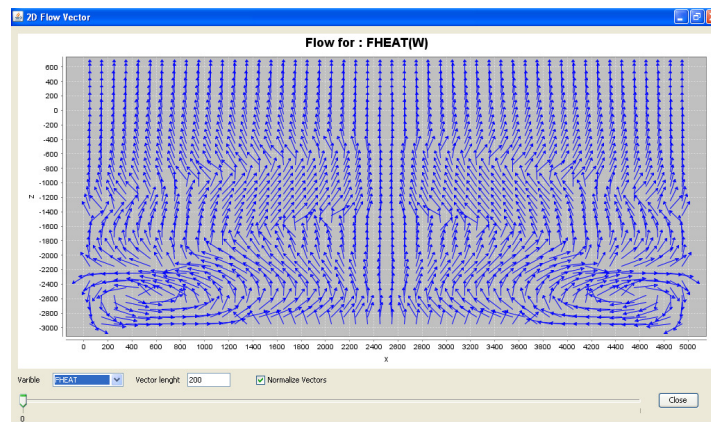 2D Flow Vector
Flow for : FHEAT(W)
600
400
200
0
-200
-400
-600
-800
-1000
-1200
-1400
-1600
-1800
-2000
-2200
-2400
-2600
-2800
-3000
Z
0 200 400 600 800 1000 1200 1400 1600 1800 2000 2200 2400 2600 2800 3000 3200 3400 3600 3800 4000 4200 4400 4600 4800 5000
X
Varible FHEAT Vector lenght 200 Normalize Vectors
Close
0